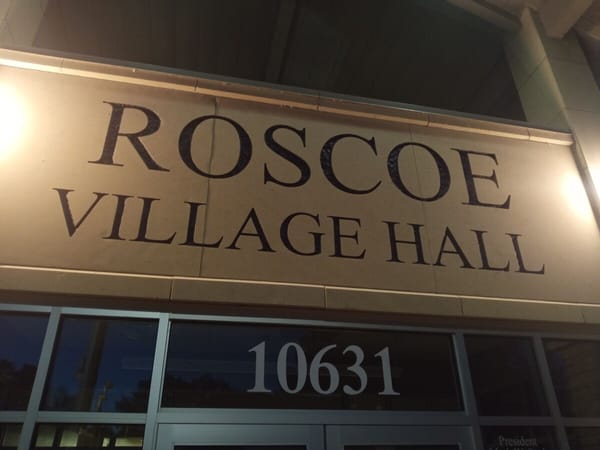 ROSCOE
VILLAGE HALL
10631
President